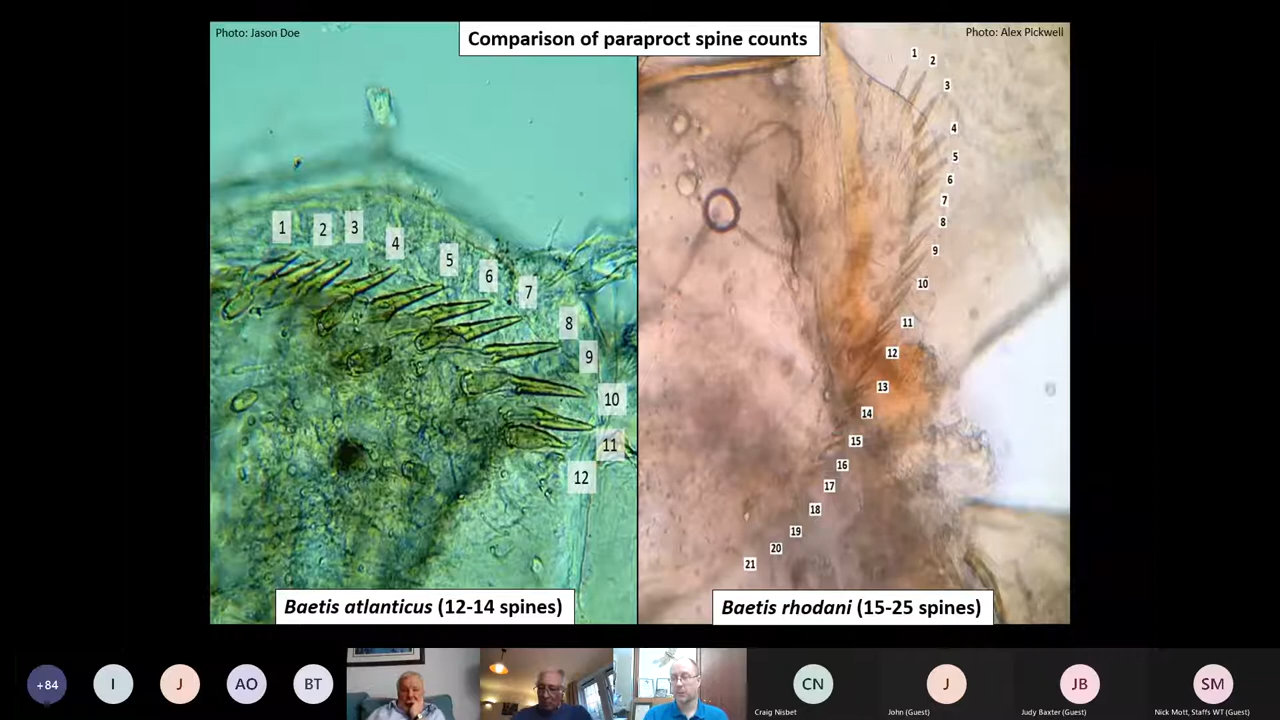 Photo: Jason Doe
Comparison of paraproct spine counts
Photo: Alex Pickwell
1
2
3
4
5
6
7
8
9
10
11
12
1
2
3
4
5
6
7
8
9
10
11
12
13
14
15
16
17
18
19
20
21
Baetis atlanticus (12-14 spines)
Baetis rhodani (15-25 spines)
+84
I
J
AO
BT
CN
J
JB
SM
Craig Nisbet
John (Guest)
Judy Baxter (Guest)
Nick Mott, Staffs WT (Guest)